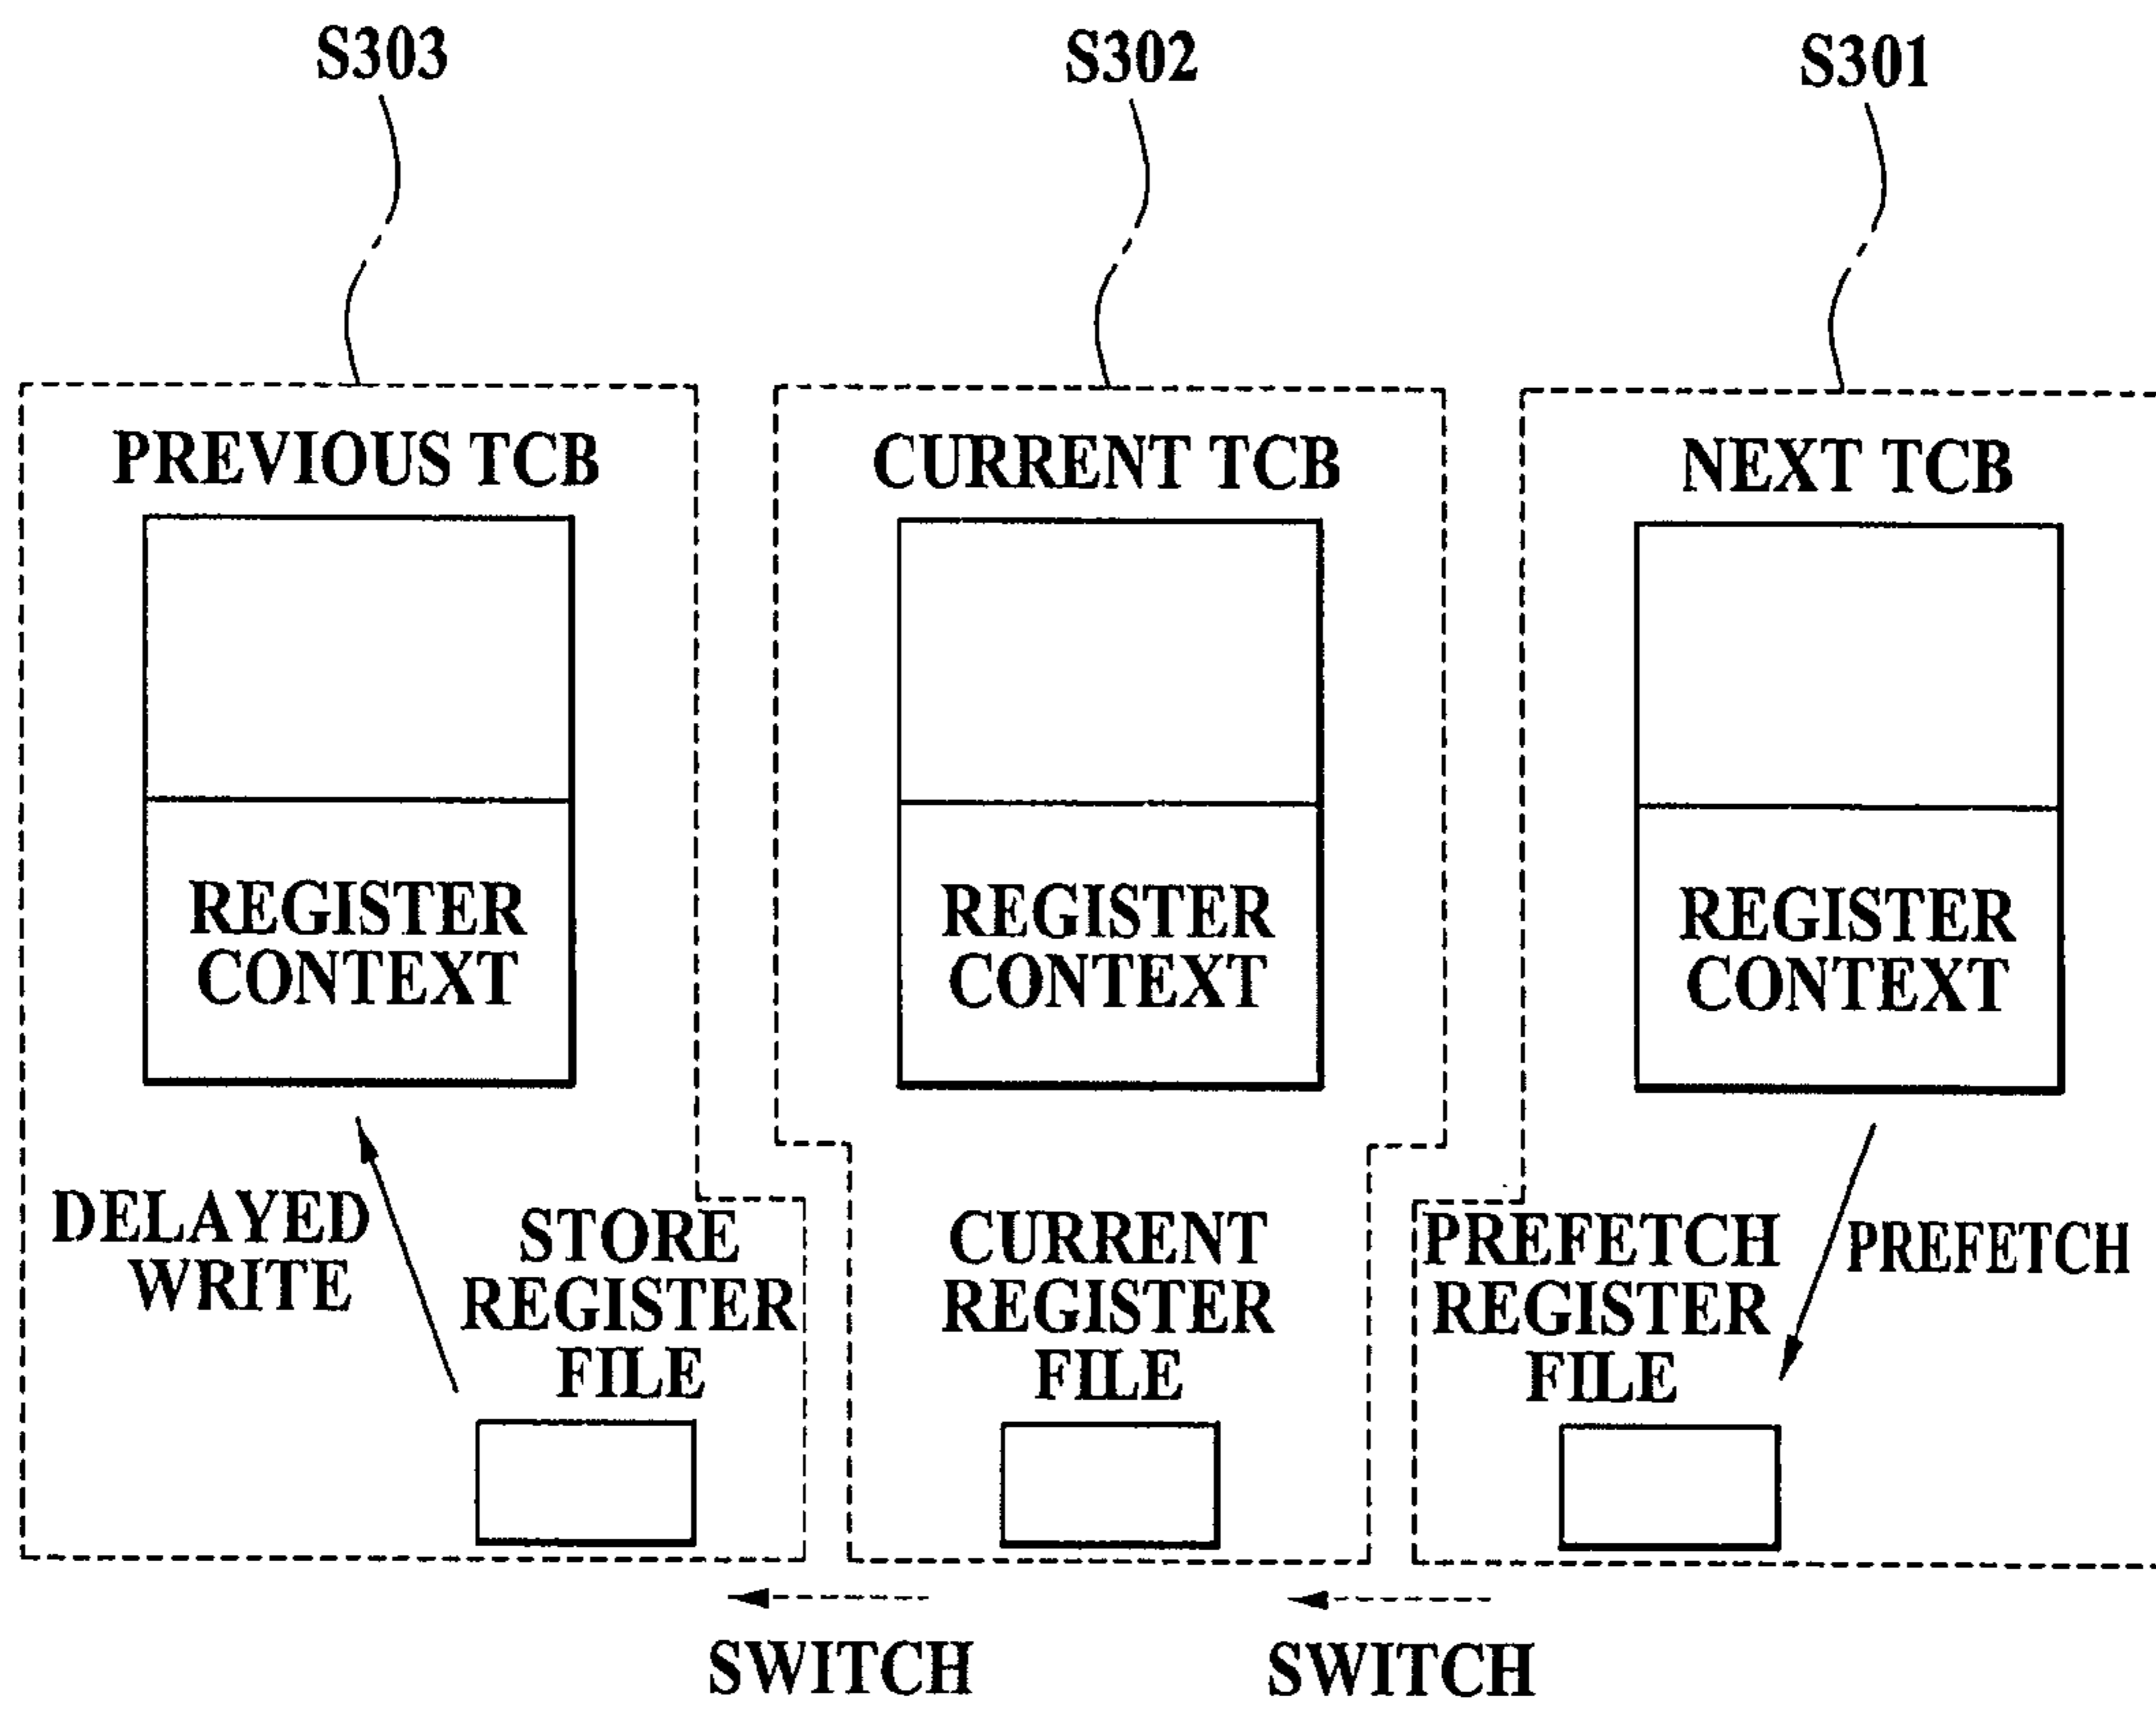 S303
S302
S301
PREVIOUS TCB
CURRENT TCB
NEXT TCB
REGISTER
CONTEXT
REGISTER
CONTEXT
REGISTER
CONTEXT
DELAYED
WRITE
STORE
REGISTER
FILE
CURRENT
REGISTER
FILE
PREFETCH
REGISTER
FILE
PREFETCH
SWITCH
SWITCH